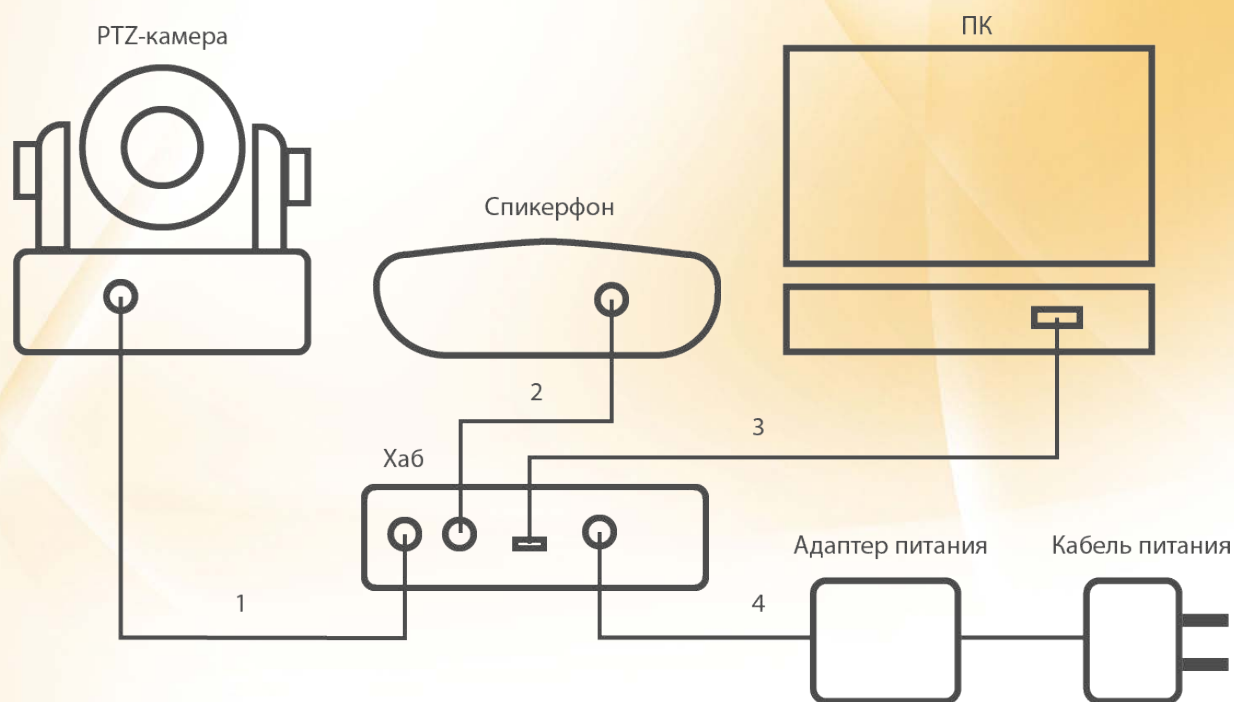 PTZ-камера
ПК
Спикерфон
2
3
Хаб
Адаптер питания
Кабель питания
1
4